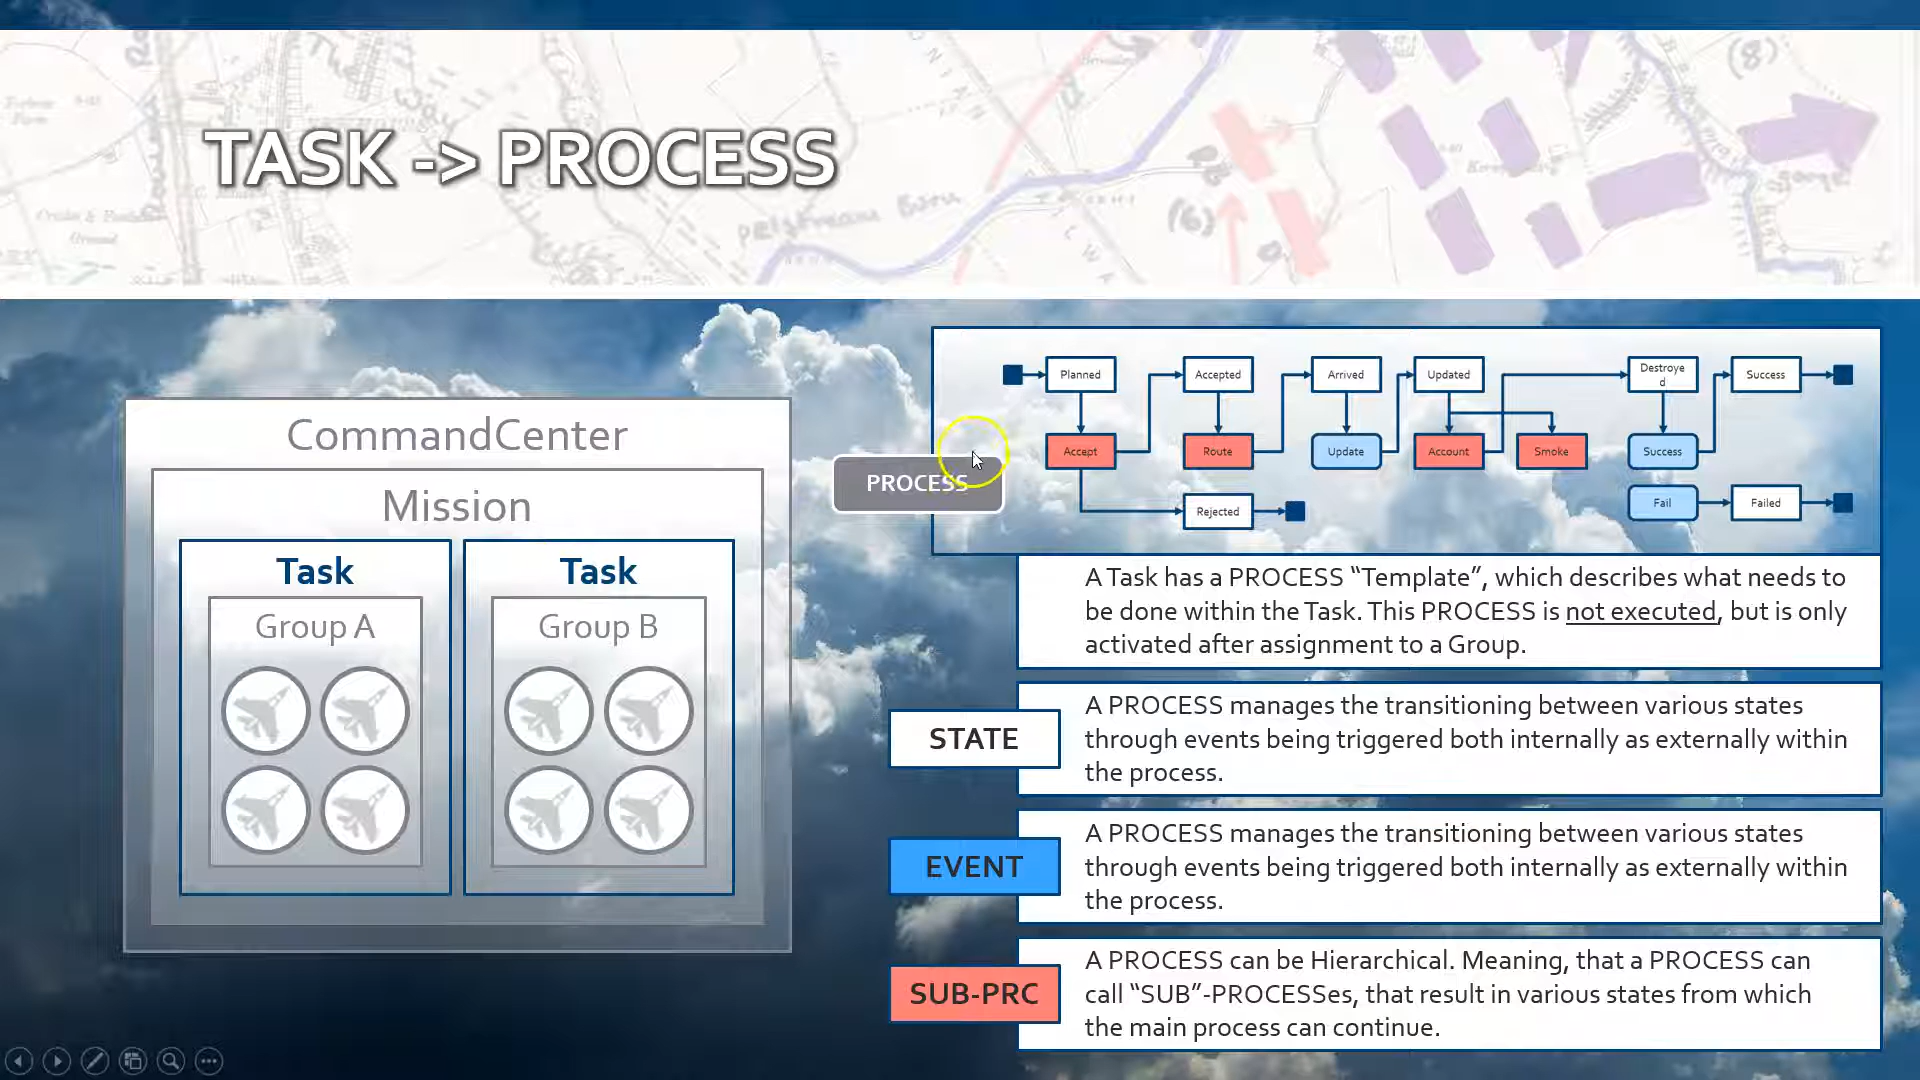 TASK -> PROCESS
(8)
(6)
CommandCenter
Mission
Task
Task
Group A
Group B
PROCESS
Planned
Accepted
Arrived
Updated
Destroye
d
Success
Accept
Route
Update
Account
Smoke
Success
Rejected
Fail
Failed
A Task has a PROCESS “Template”, which describes what needs to
be done within the Task. This PROCESS is not executed, but is only
activated after assignment to a Group.
STATE
A PROCESS manages the transitioning between various states
through events being triggered both internally as externally within
the process.
EVENT
A PROCESS manages the transitioning between various states
through events being triggered both internally as externally within
the process.
SUB-PRC
A PROCESS can be Hierarchical. Meaning, that a PROCESS can
call “SUB”-PROCESSes, that result in various states from which
the main process can continue.